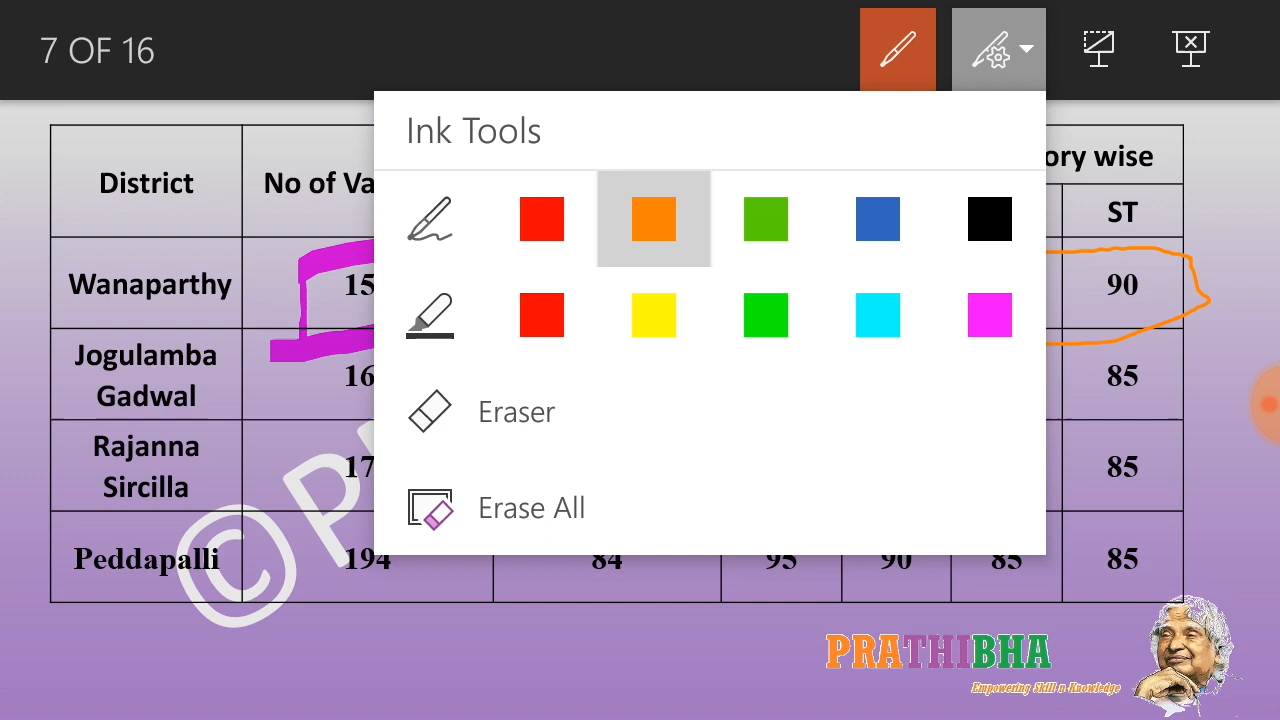 7 OF 16
Ink Tools
Eraser
Erase All
District No of Va ory wise
ST
Wanaparthy 15 90
Jogulamba
Gadwal 16 85
Rajanna
Sircilla 17 85
Peddapalli 194 84 95 90 85 85
©P
PRATHIBHA
Empowering Skill n Knowledge